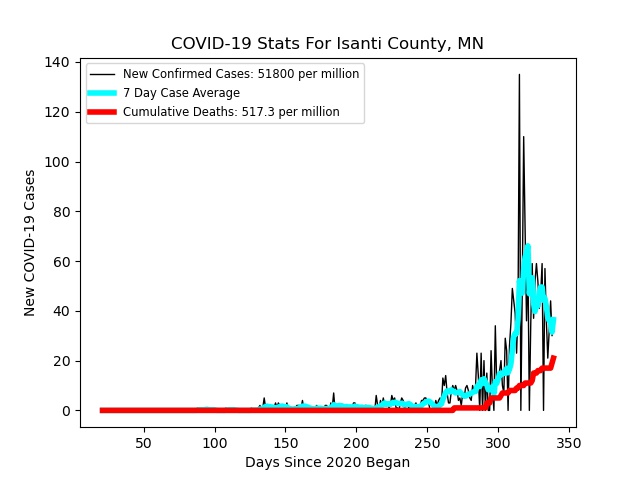 COVID-19 Stats For Isanti County, MN
New Confirmed Cases: 51800 per million
7 Day Case Average
Cumulative Deaths: 517.3 per million
New COVID-19 Cases
140
120
100
80
60
40
20
0
50 100 150 200 250 300 350
Days Since 2020 Began